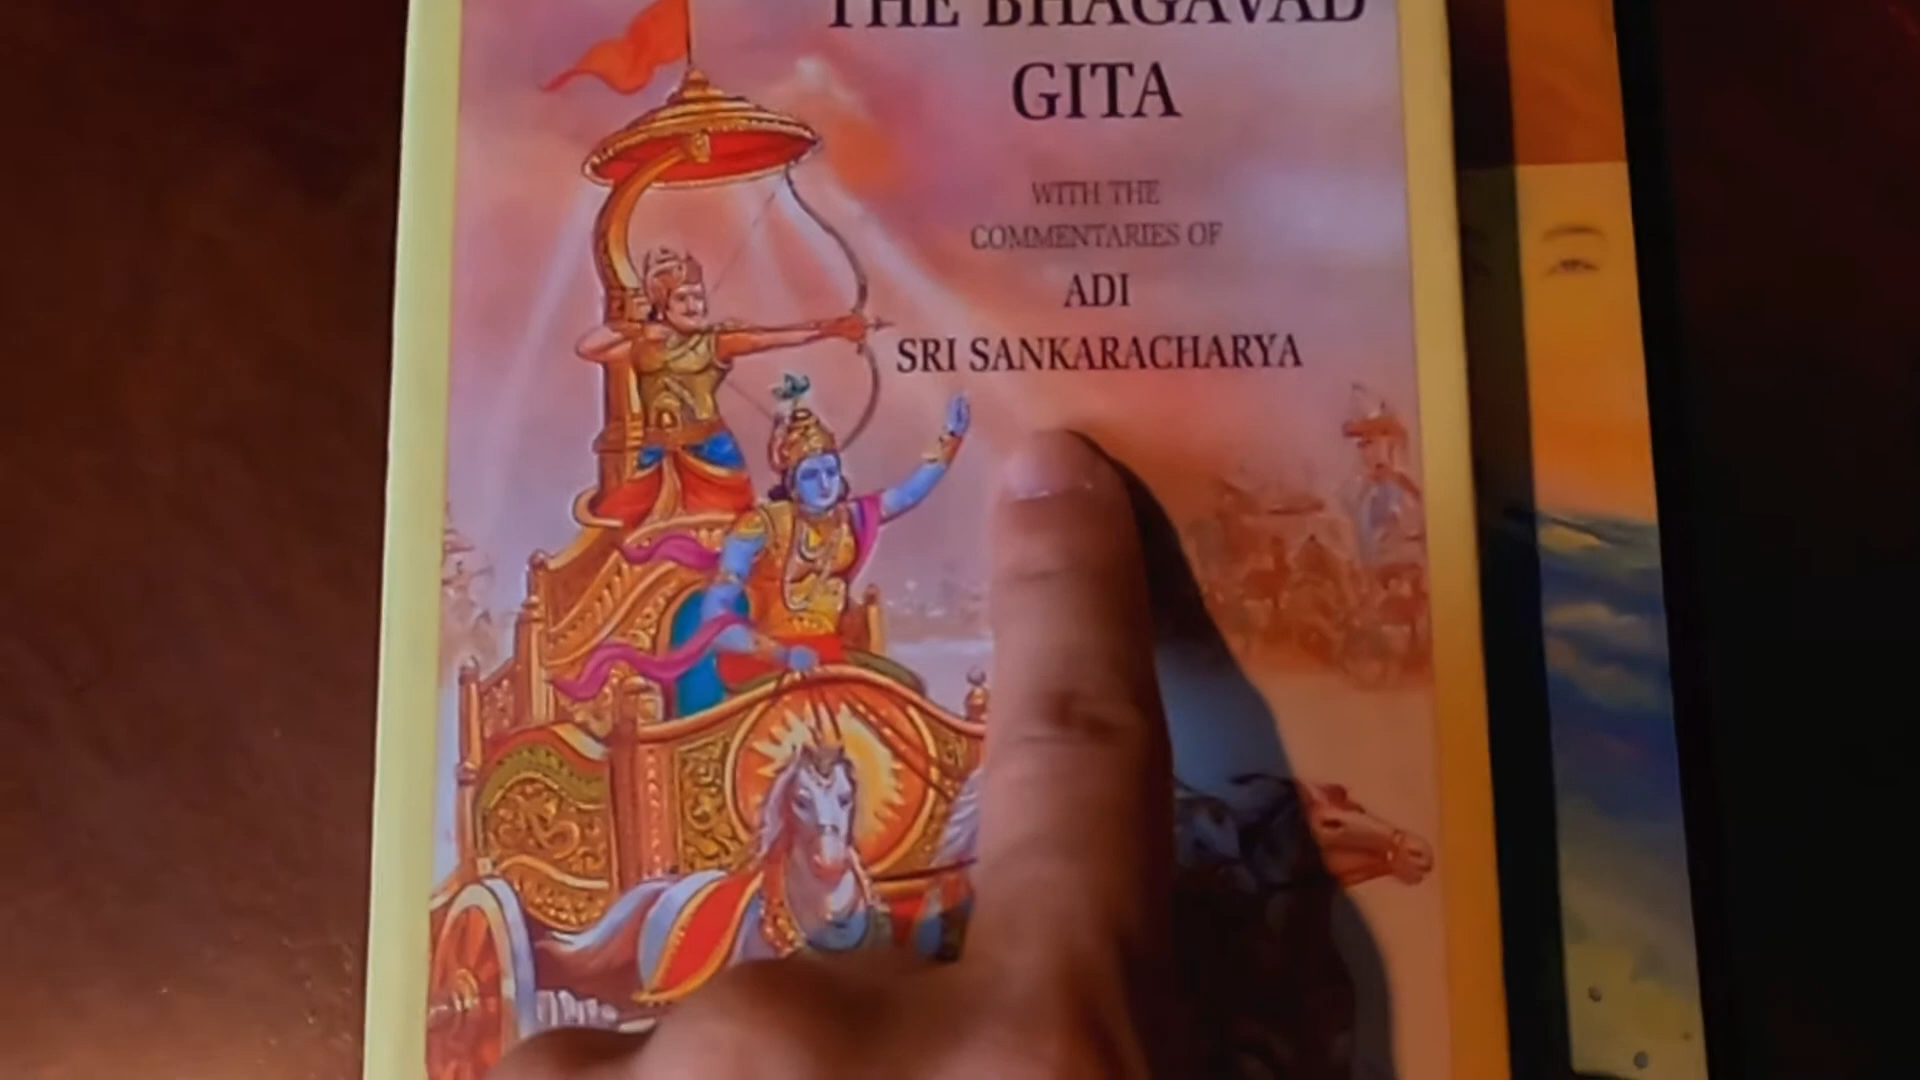 THE BHAGAVAD
GITA
WITH THE
COMMENTARIES OF
ADI
SRI SANKARACHARYA